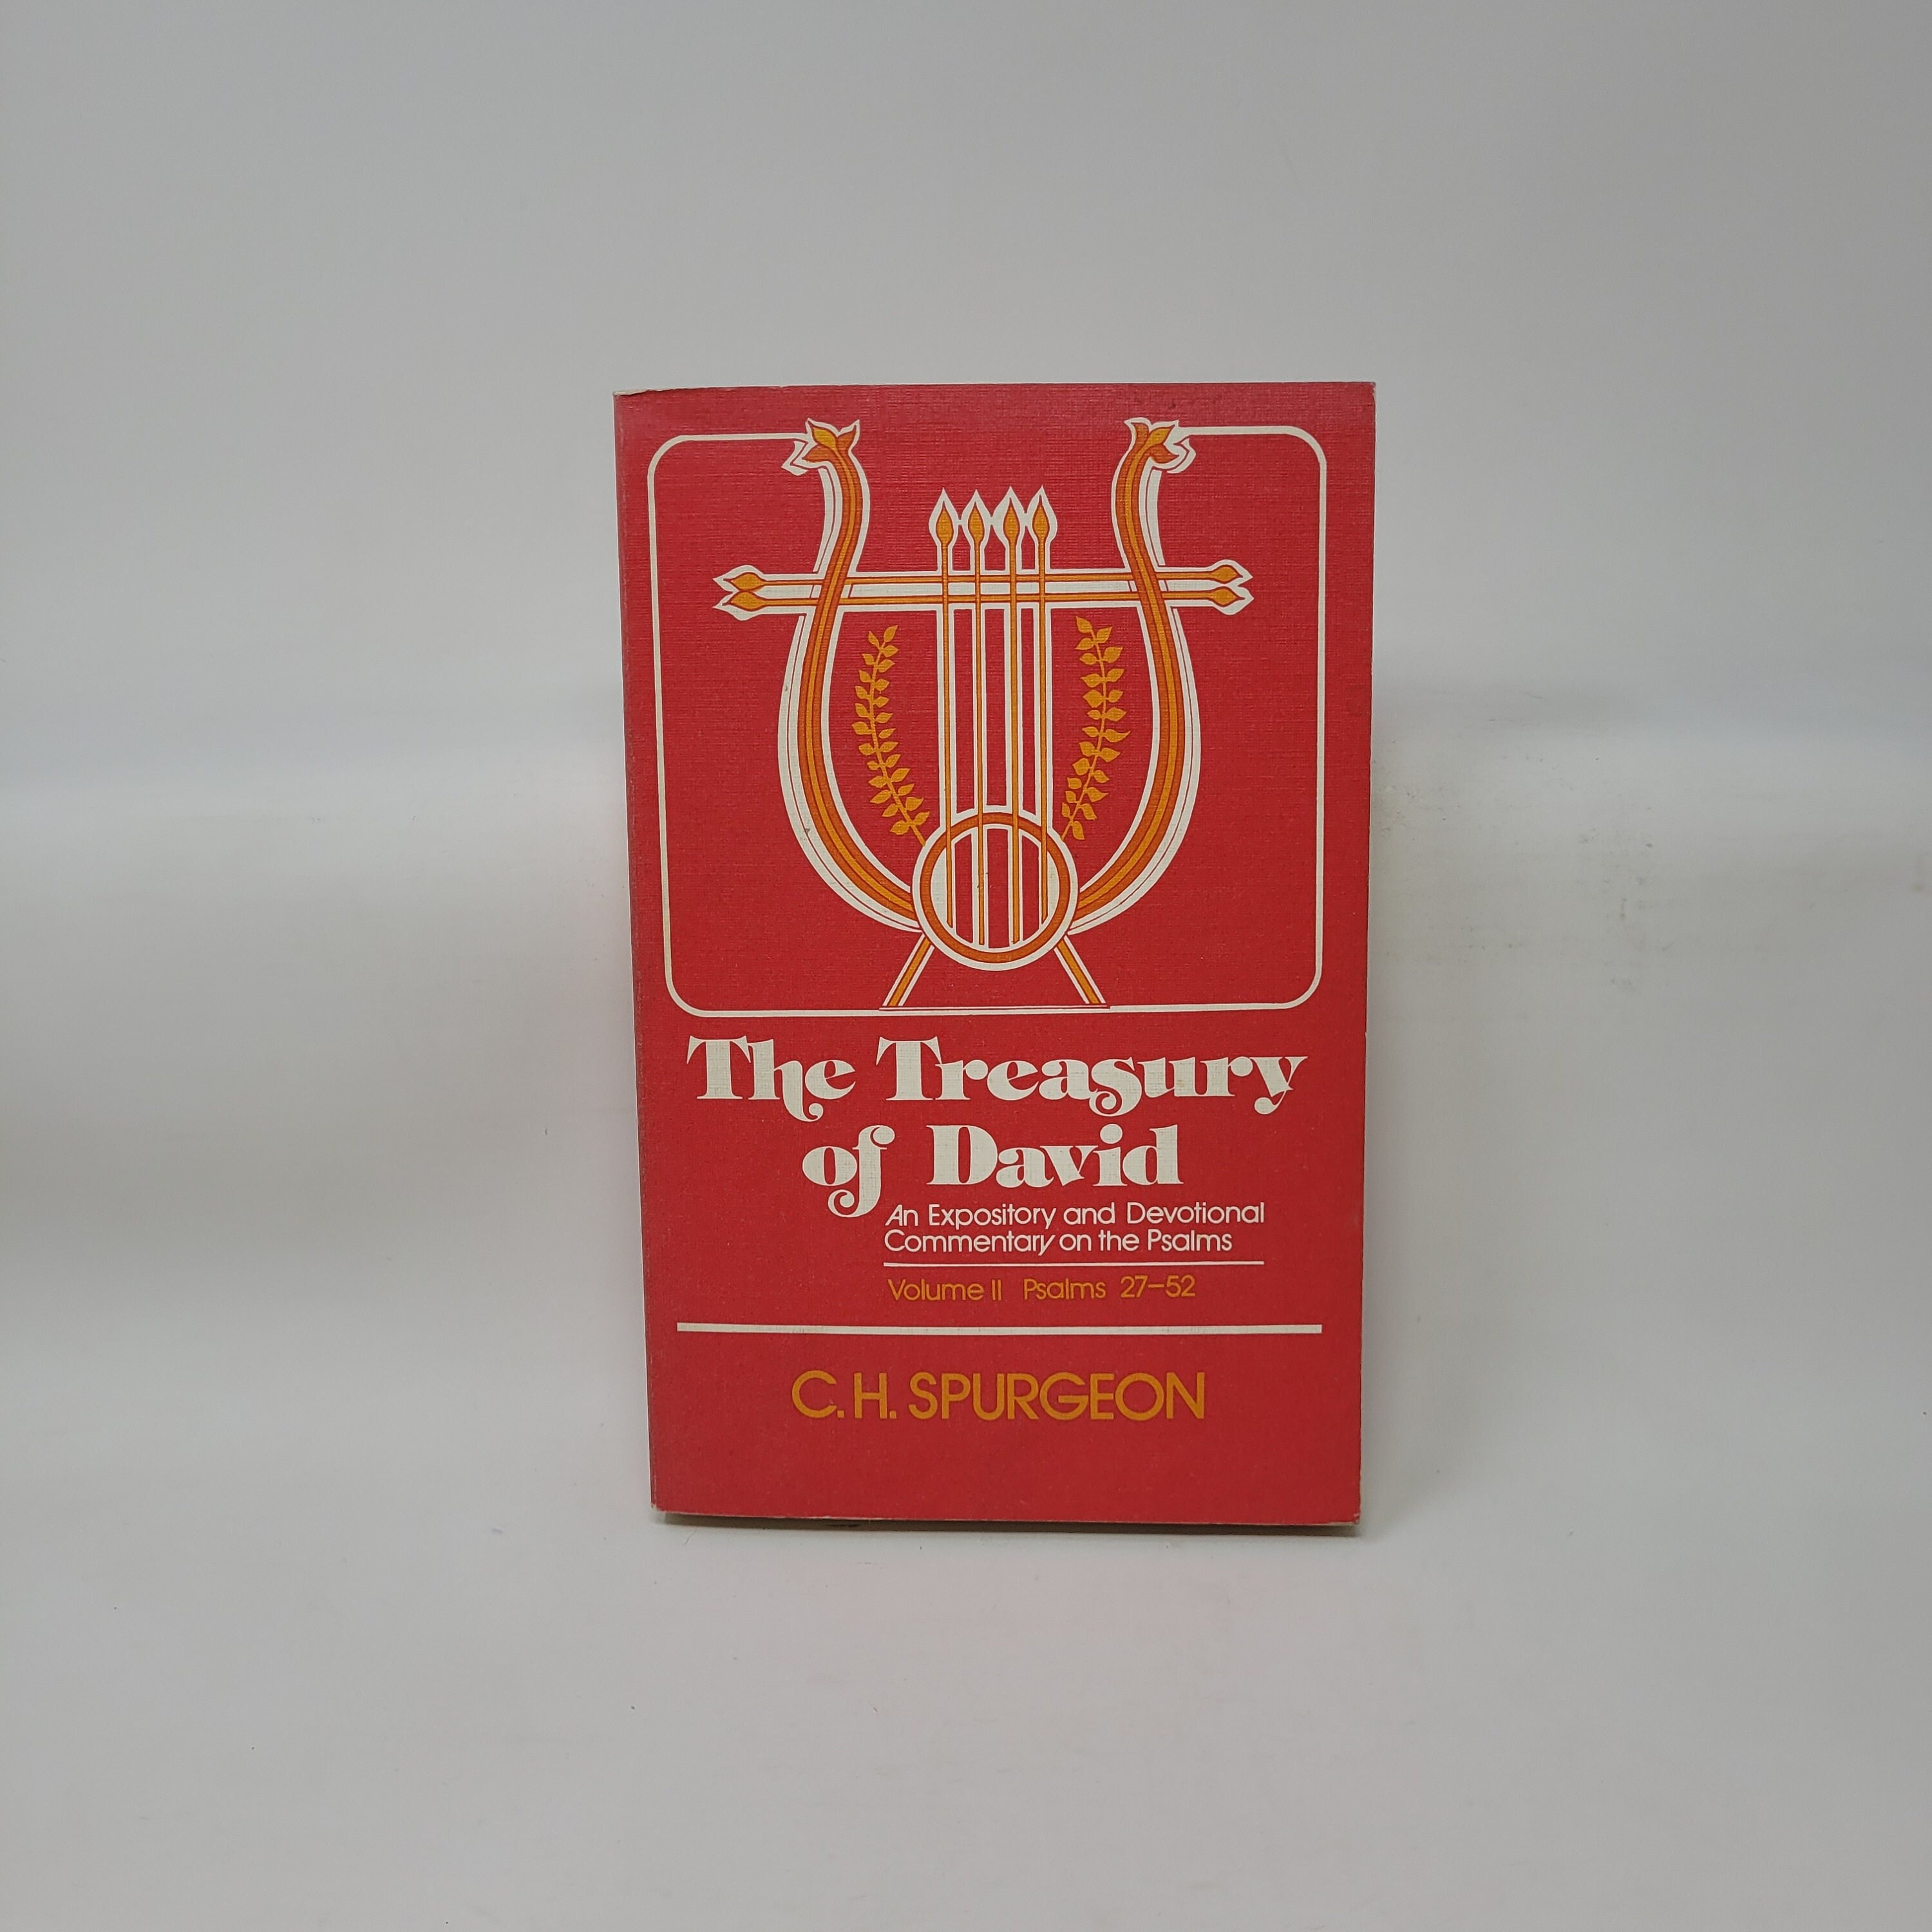 The Treasury
of David
An Expository and Devotional
Commentary on the Psalms
Volume II Psalms 27–52
C.H. SPURGEON